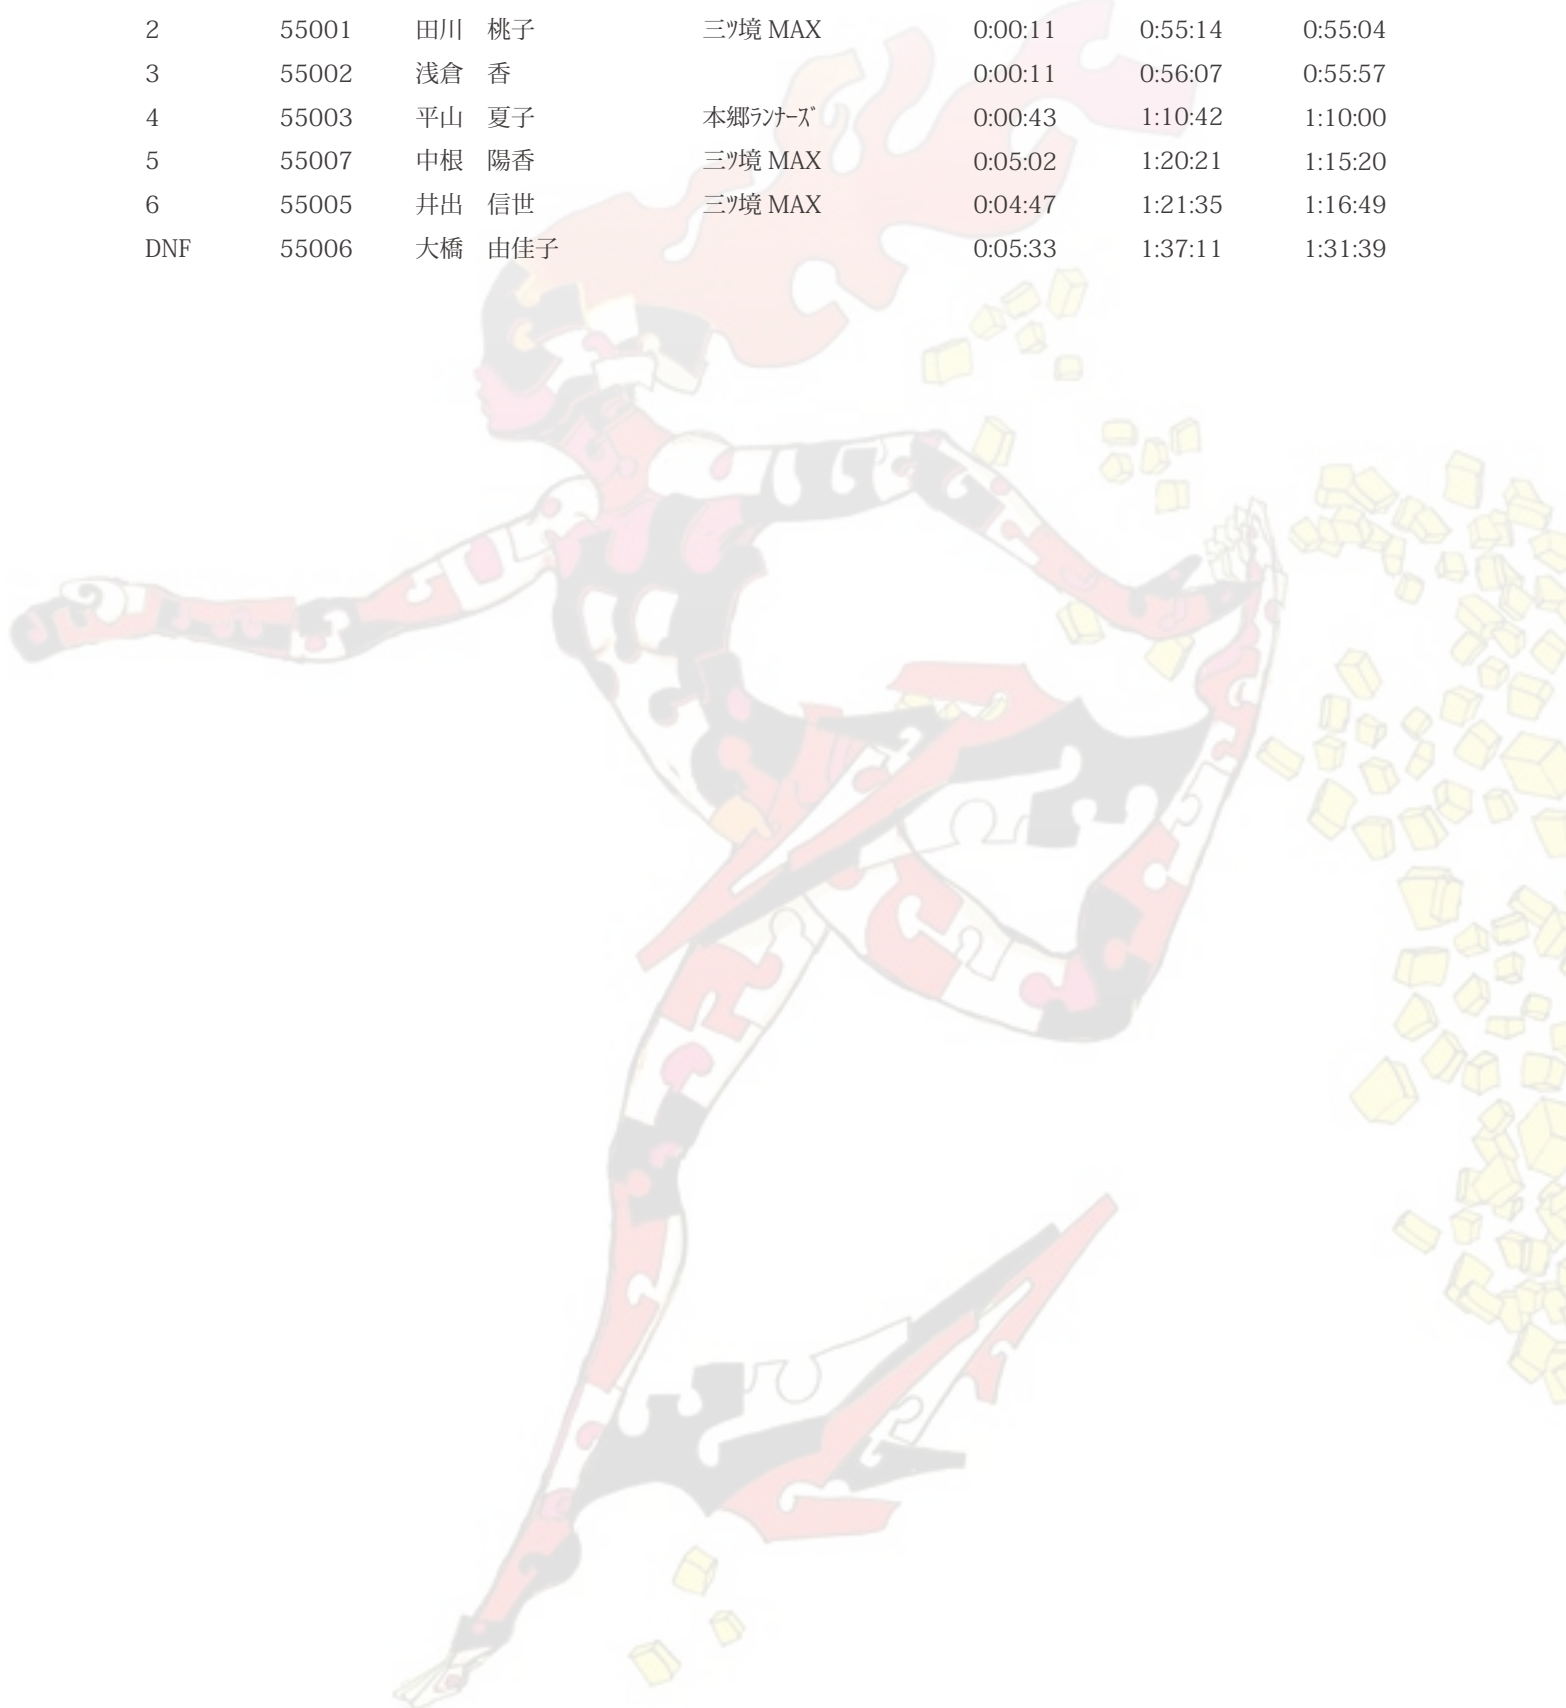 2 55001 田川 桃子 三ツ境 MAX 0:00:11 0:55:14 0:55:04
3 55002 浅倉 香 0:00:11 0:56:07 0:55:57
4 55003 平山 夏子 本郷ランナーズ 0:00:43 1:10:42 1:10:00
5 55007 中根 陽香 三ツ境 MAX 0:05:02 1:20:21 1:15:20
6 55005 井出 信世 三ツ境 MAX 0:04:47 1:21:35 1:16:49
DNF 55006 大橋 由佳子 0:05:33 1:37:11 1:31:39